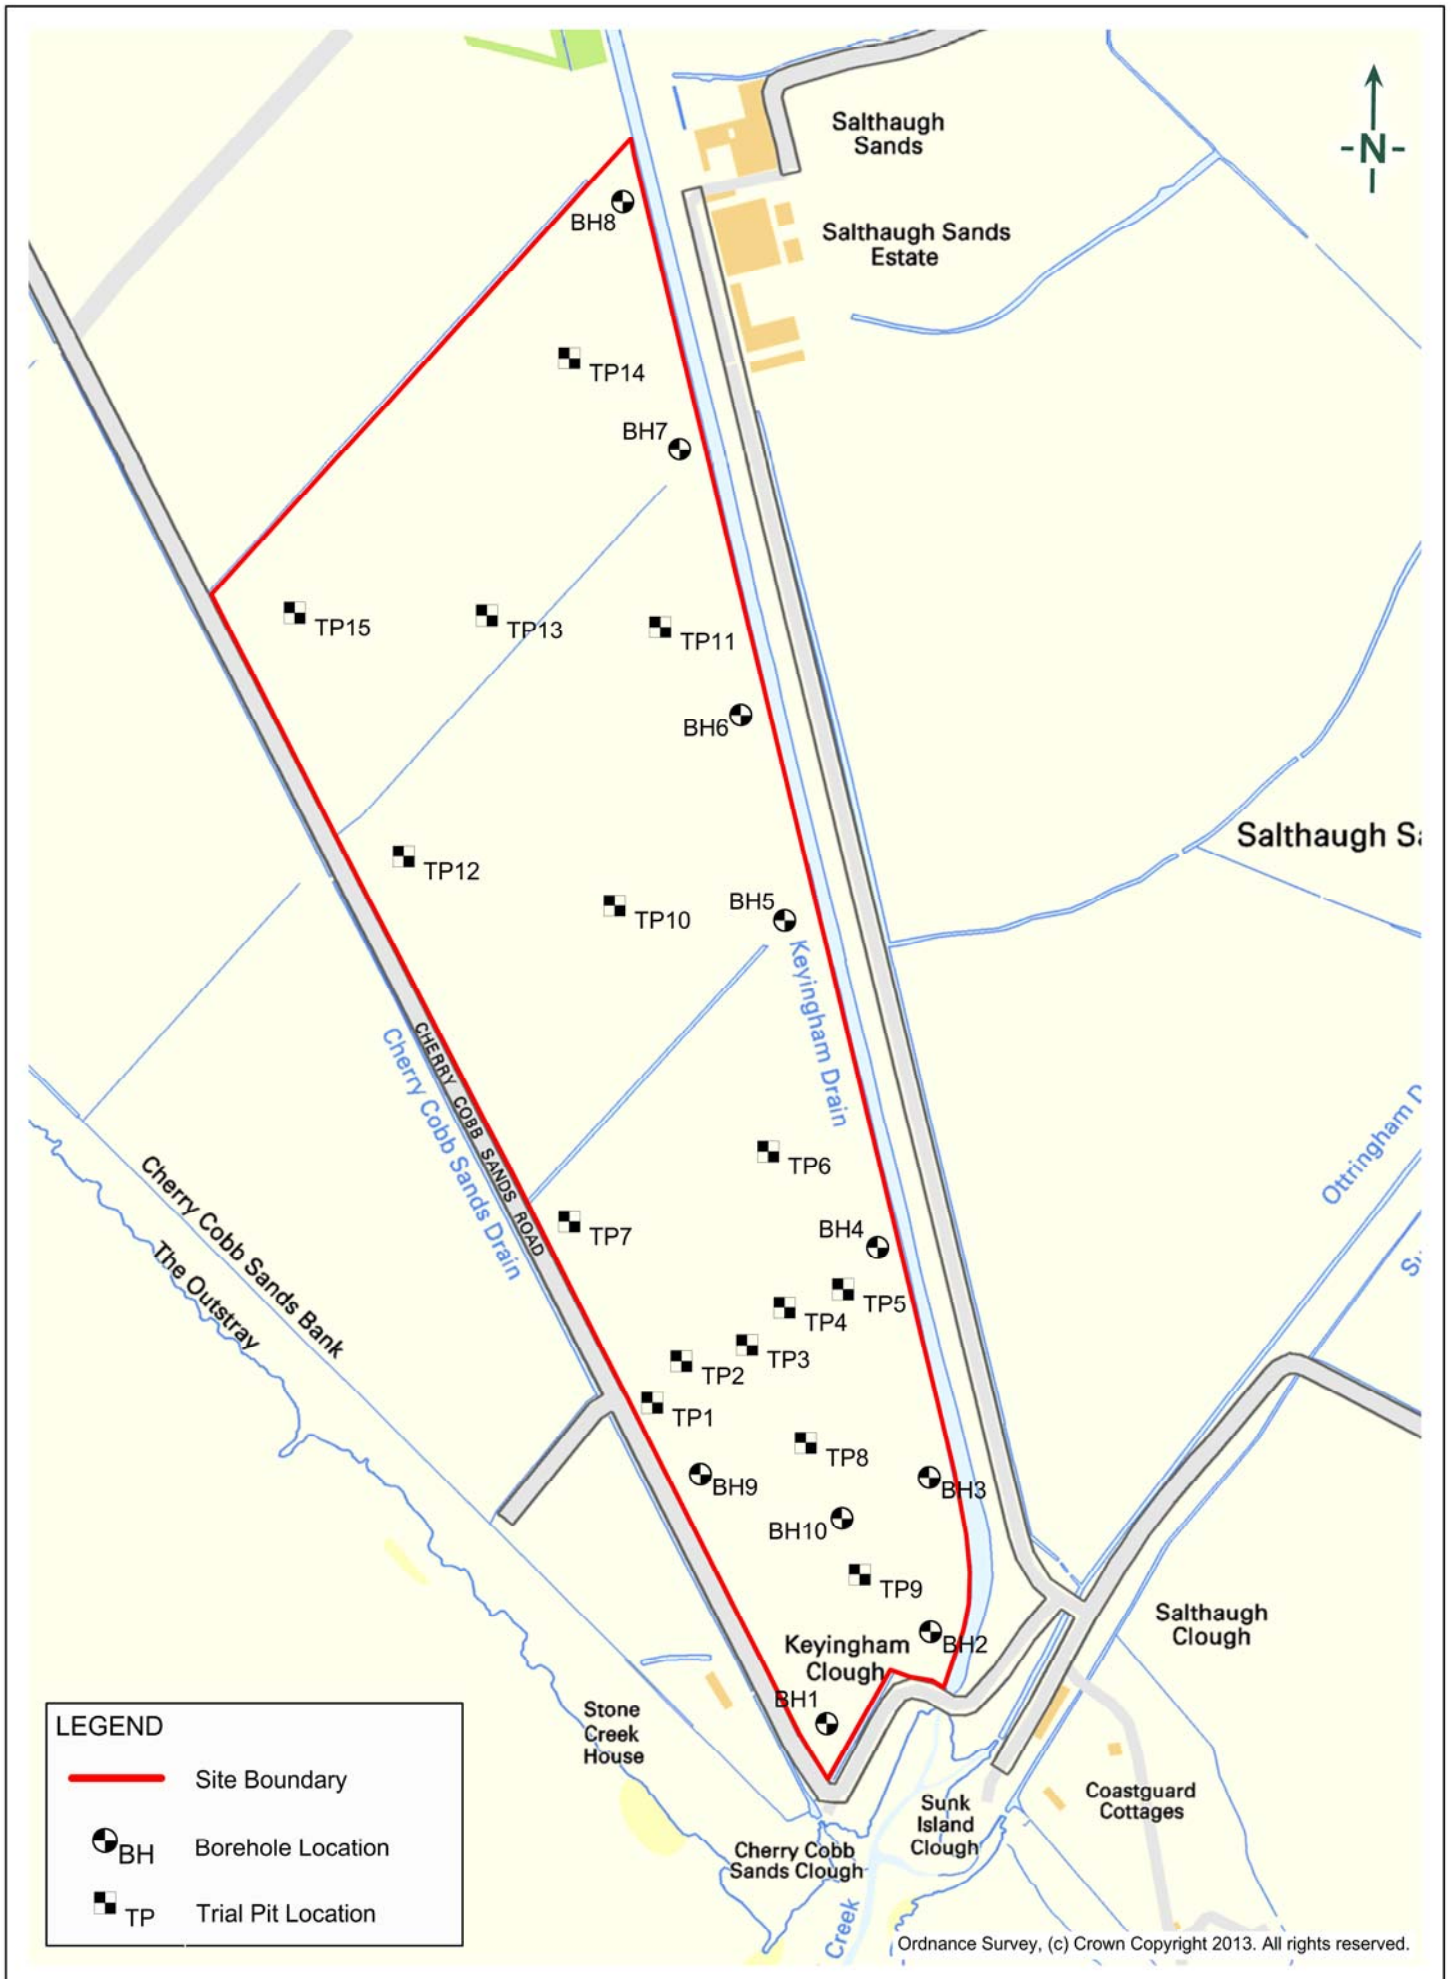 Salthaugh
Sands
-N-
BH8
Salthaugh Sands
Estate
TP14
BH7
TP15
TP13
TP11
BH6
Salthaugh
TP12
BH5
TP10
Keyingham Drain
CHERRY COBB SANDS ROAD
Cherry Cobb Sands Drain
Ottringham
Cherry Cobb Sands Bank
The Outstray
TP6
TP7
BH4
TP5
TP4
TP3
TP2
TP1
TP8
BH9
BH3
BH10
TP9
Salthaugh
Clough
BH2
Keyingham
Clough
BH1
Stone
Creek
House
Coastguard
Cottages
Sunk
Island
Clough
Cherry Cobb
Sands Clough
Creek
LEGEND
Site Boundary
BH Borehole Location
TP Trial Pit Location
Ordnance Survey, (c) Crown Copyright 2013. All rights reserved.